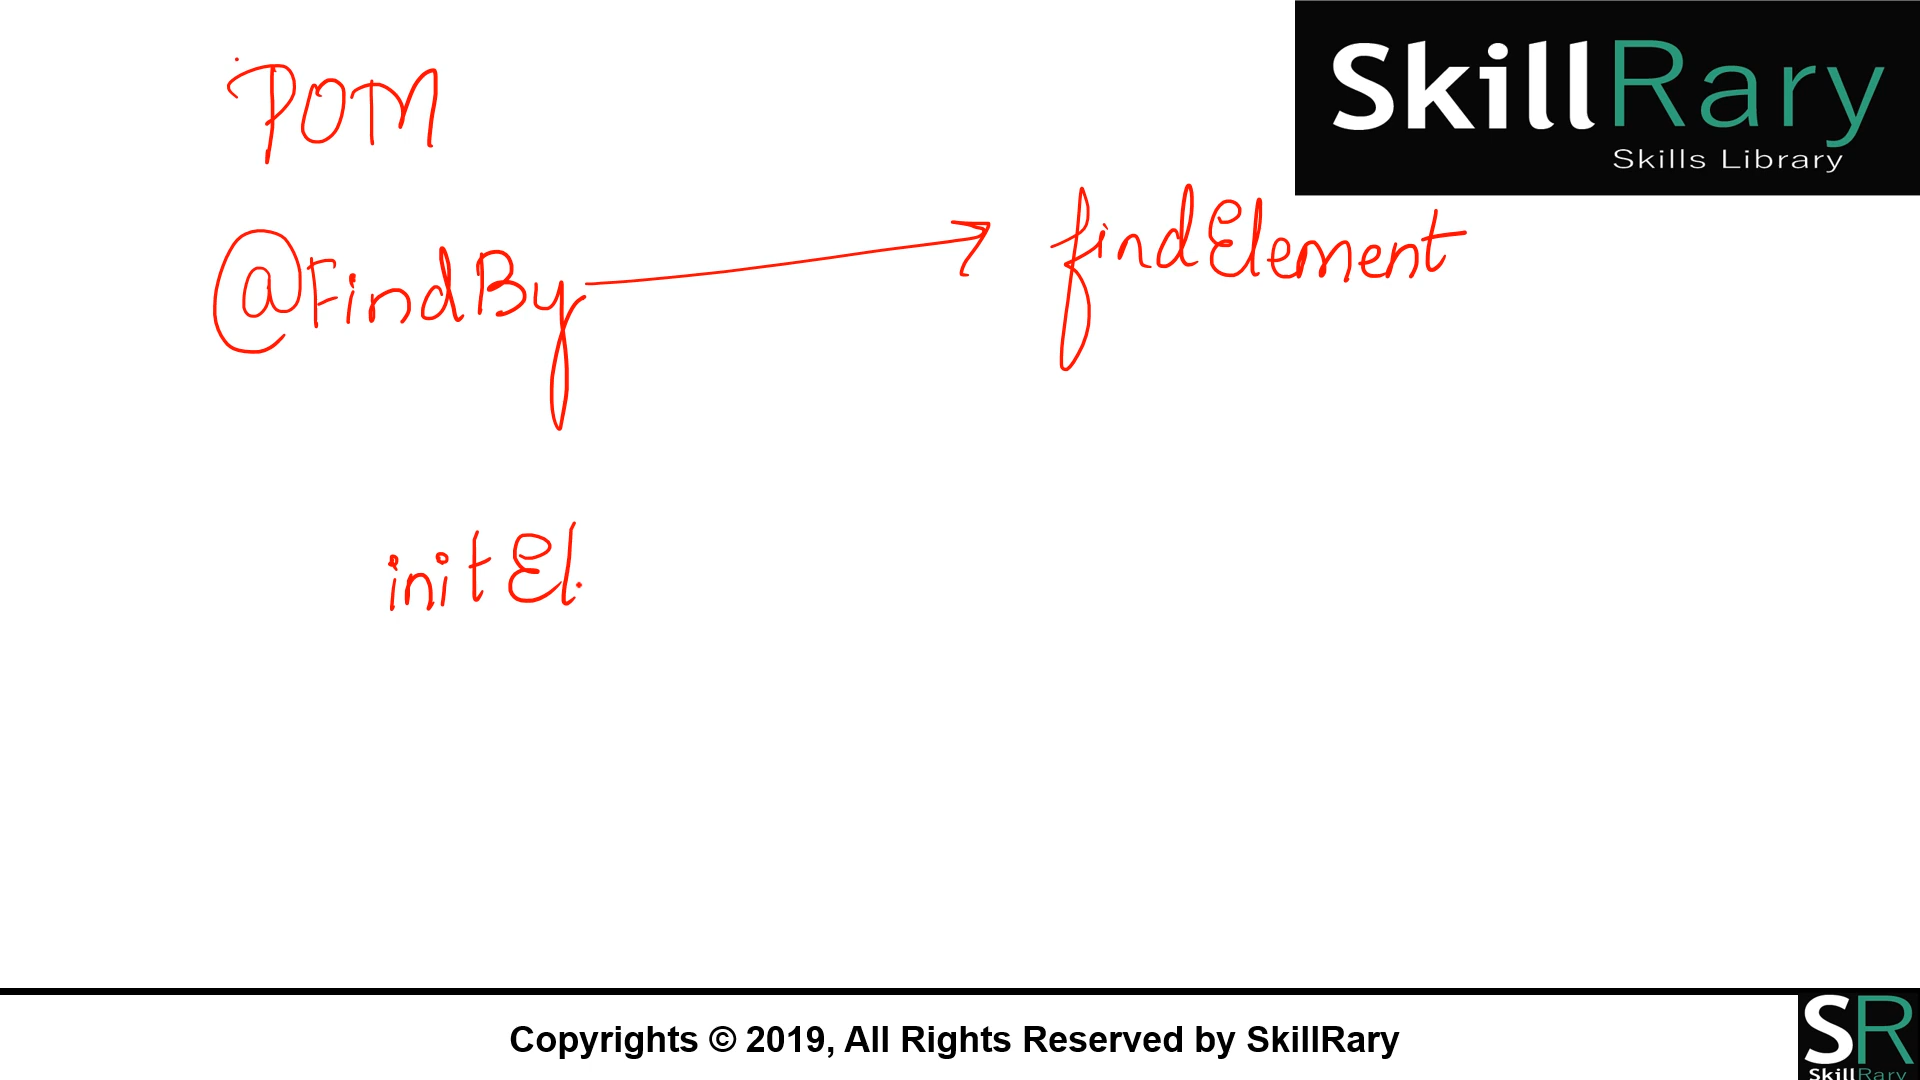 SkillRary
Skills Library
POM
@FindBy
findElement
initEl
Copyrights © 2019, All Rights Reserved by SkillRary
SR
SkillRary